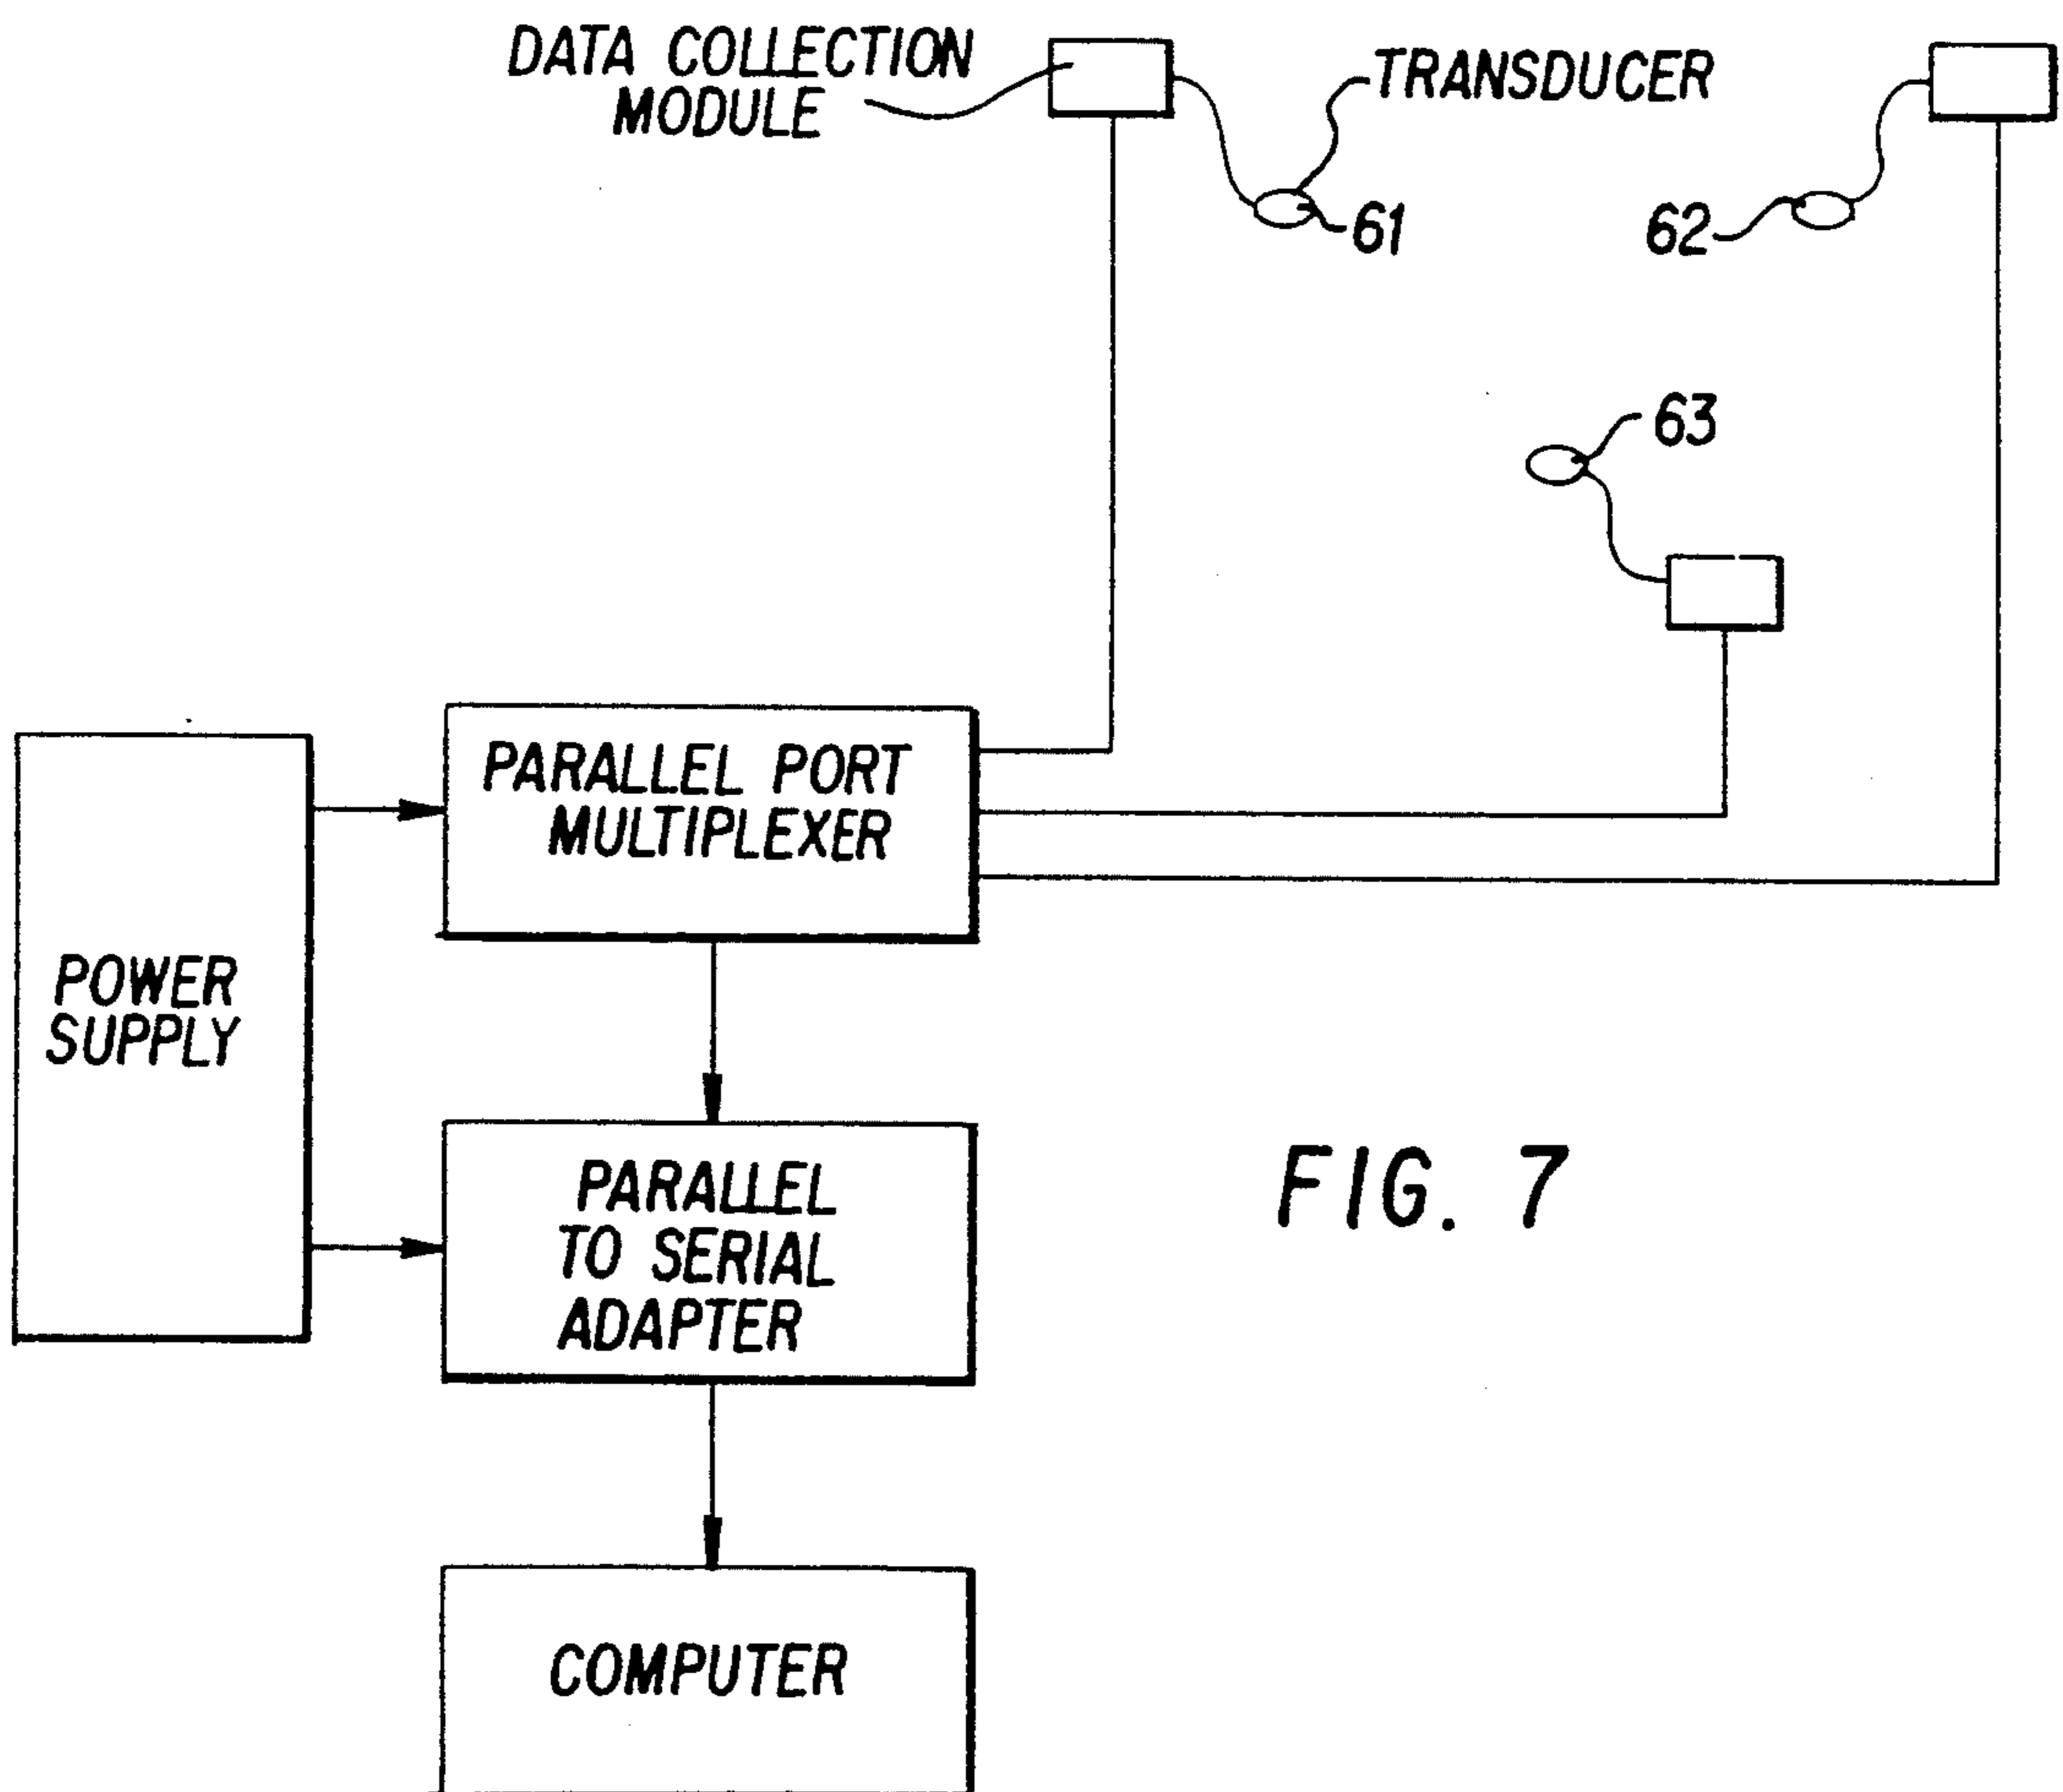 DATA COLLECTION
MODULE
TRANSDUCER
61
62
63
PARALLEL PORT
MULTIPLEXER
POWER
SUPPLY
PARALLEL
TO SERIAL
ADAPTER
FIG. 7
COMPUTER